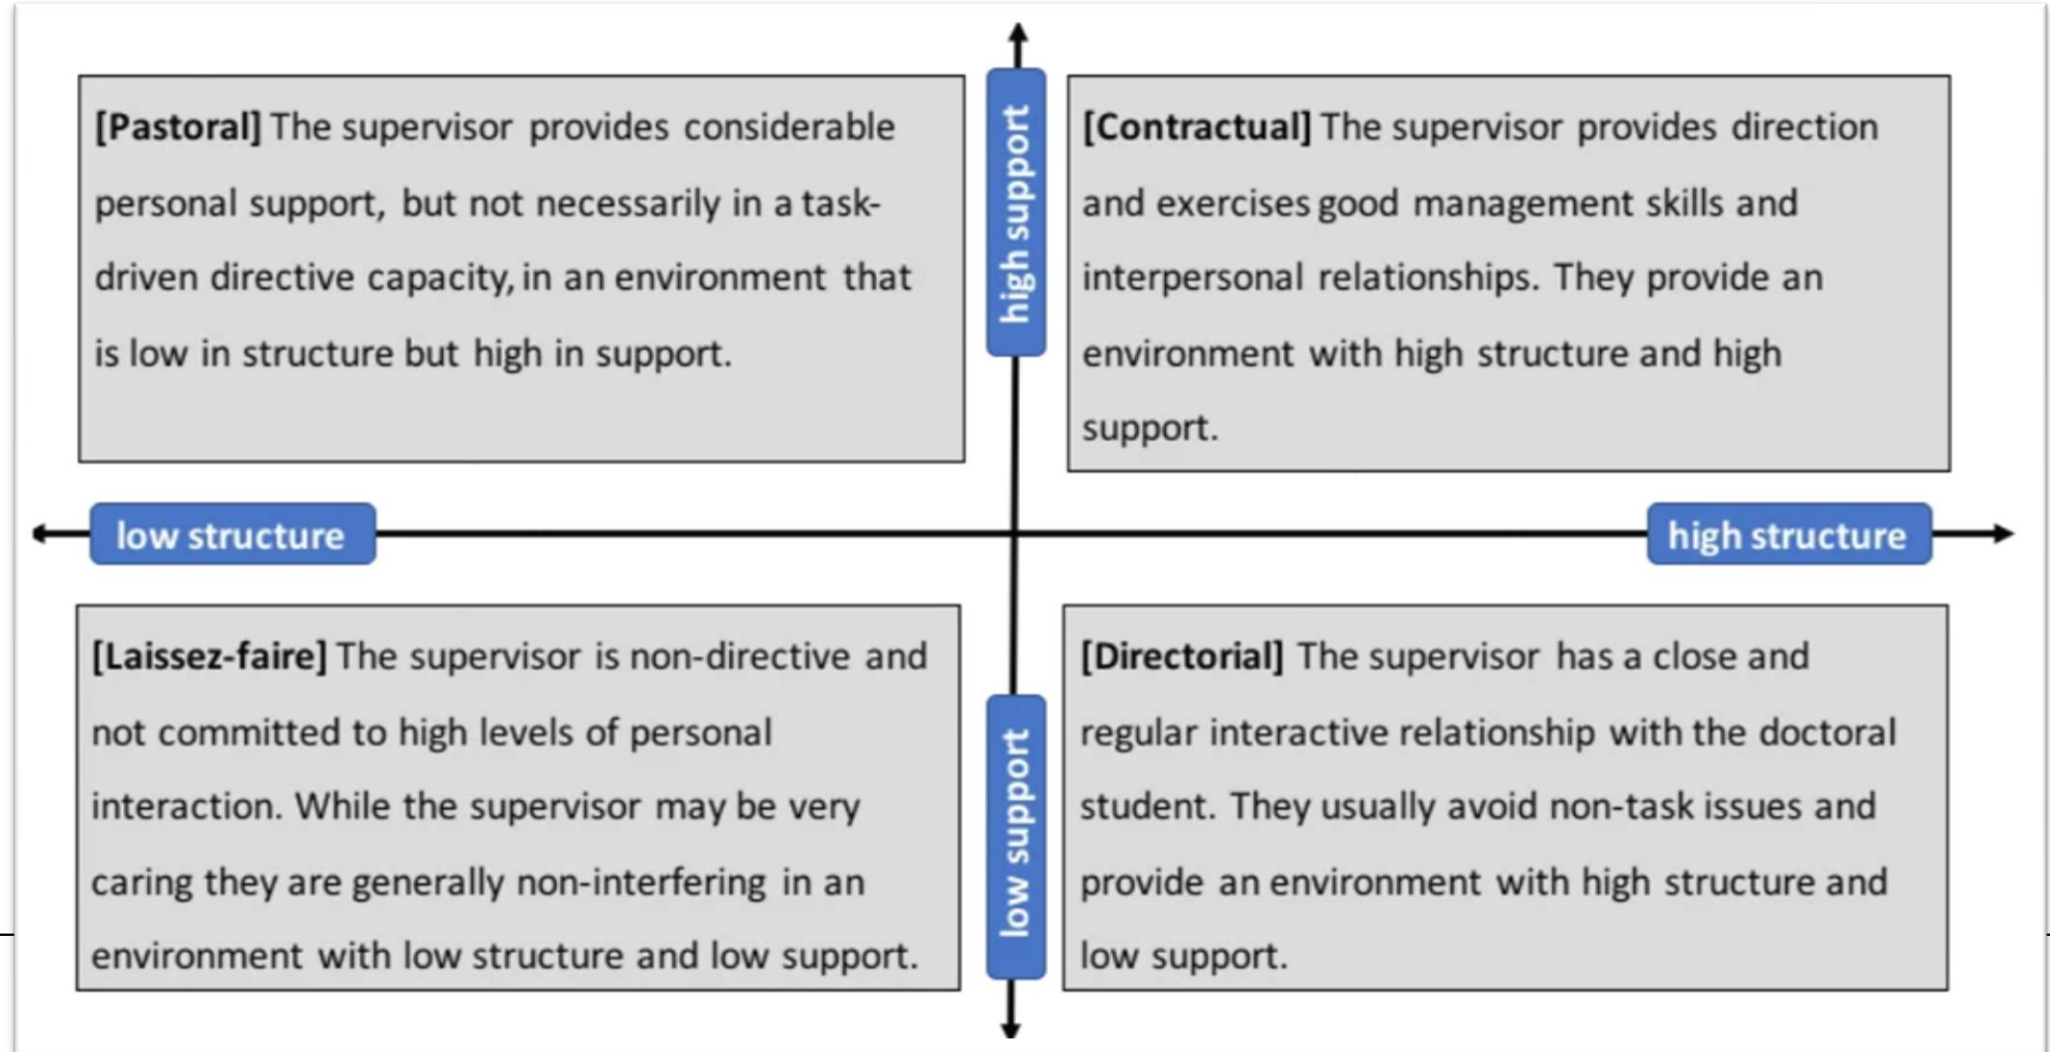 high support
[Pastoral] The supervisor provides considerable
personal support, but not necessarily in a task-
driven directive capacity, in an environment that
is low in structure but high in support.
[Contractual] The supervisor provides direction
and exercises good management skills and
interpersonal relationships. They provide an
environment with high structure and high
support.
low structure
high structure
[Laissez-faire] The supervisor is non-directive and
not committed to high levels of personal
interaction. While the supervisor may be very
caring they are generally non-interfering in an
environment with low structure and low support.
low support
[Directorial] The supervisor has a close and
regular interactive relationship with the doctoral
student. They usually avoid non-task issues and
provide an environment with high structure and
low support.